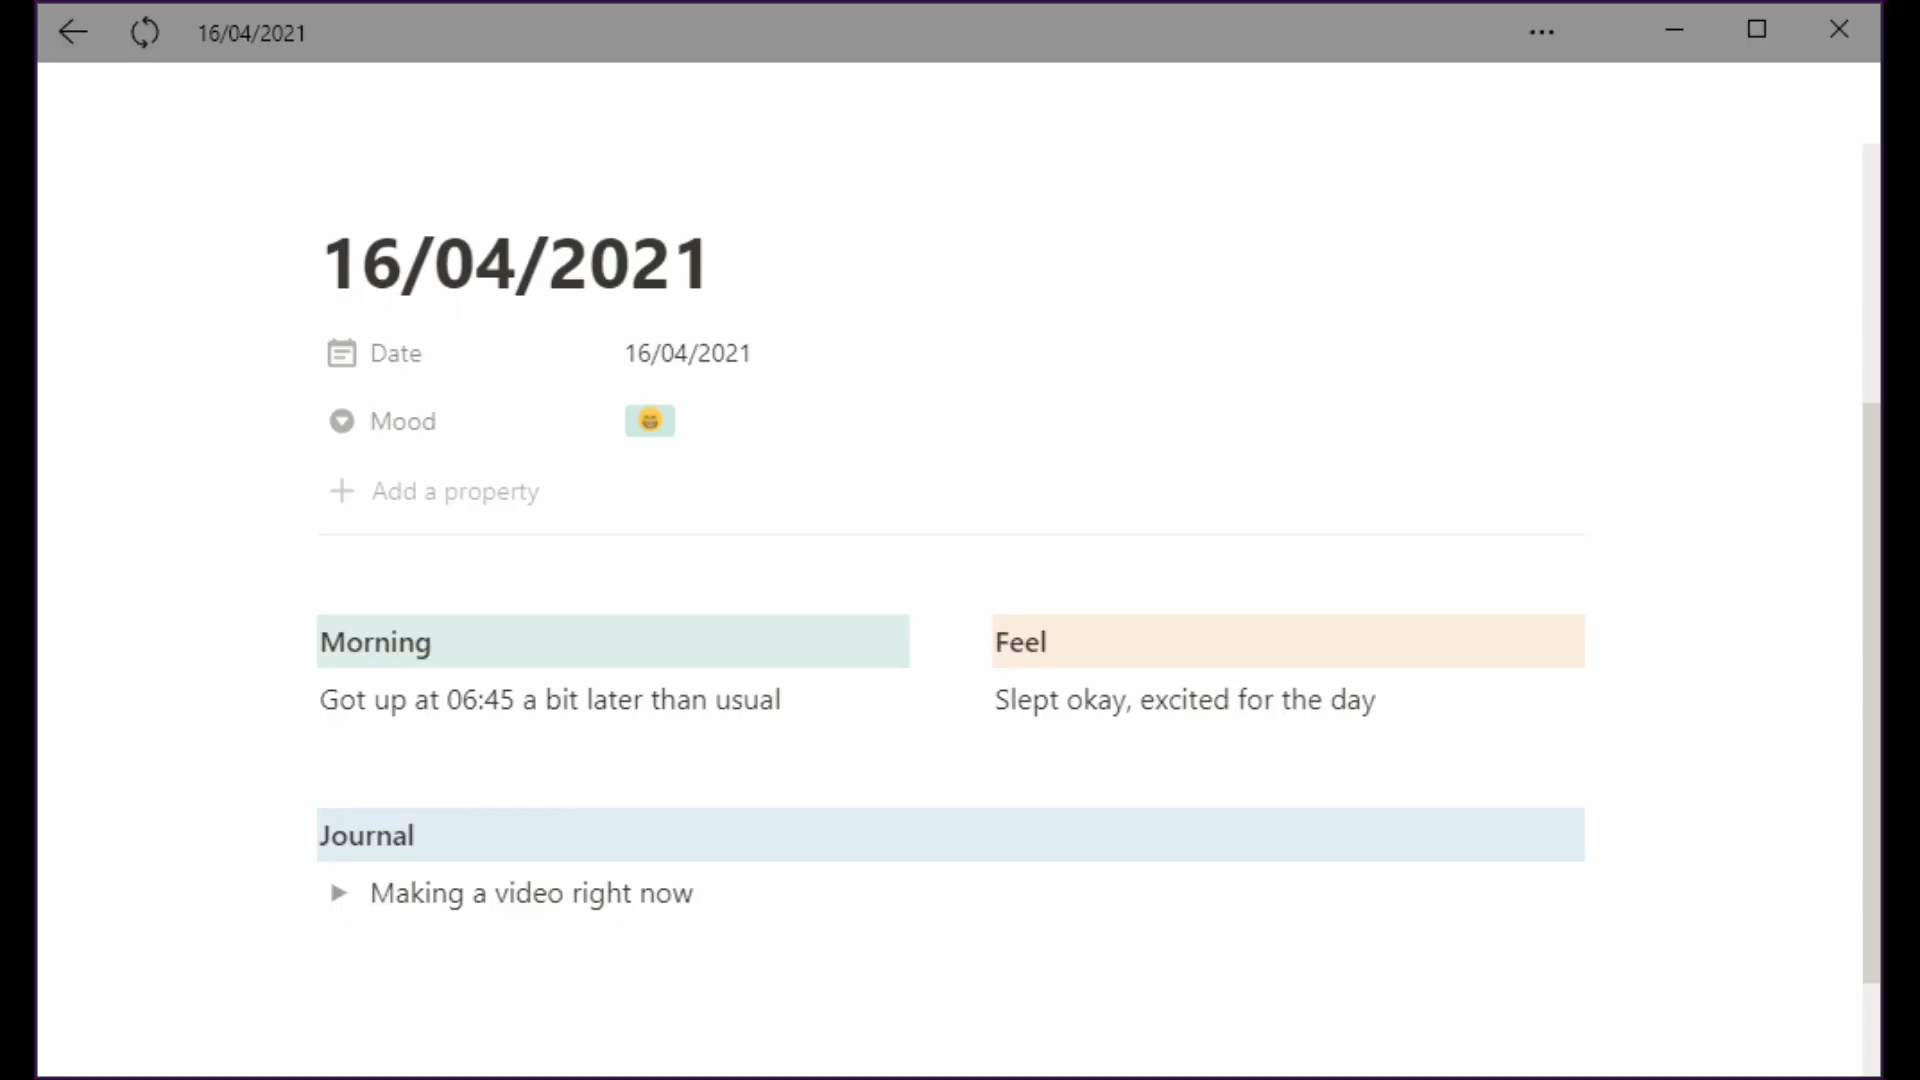 16/04/2021
16/04/2021
Date 16/04/2021
Mood 😄
Add a property
Morning
Got up at 06:45 a bit later than usual
Feel
Slept okay, excited for the day
Journal
Making a video right now